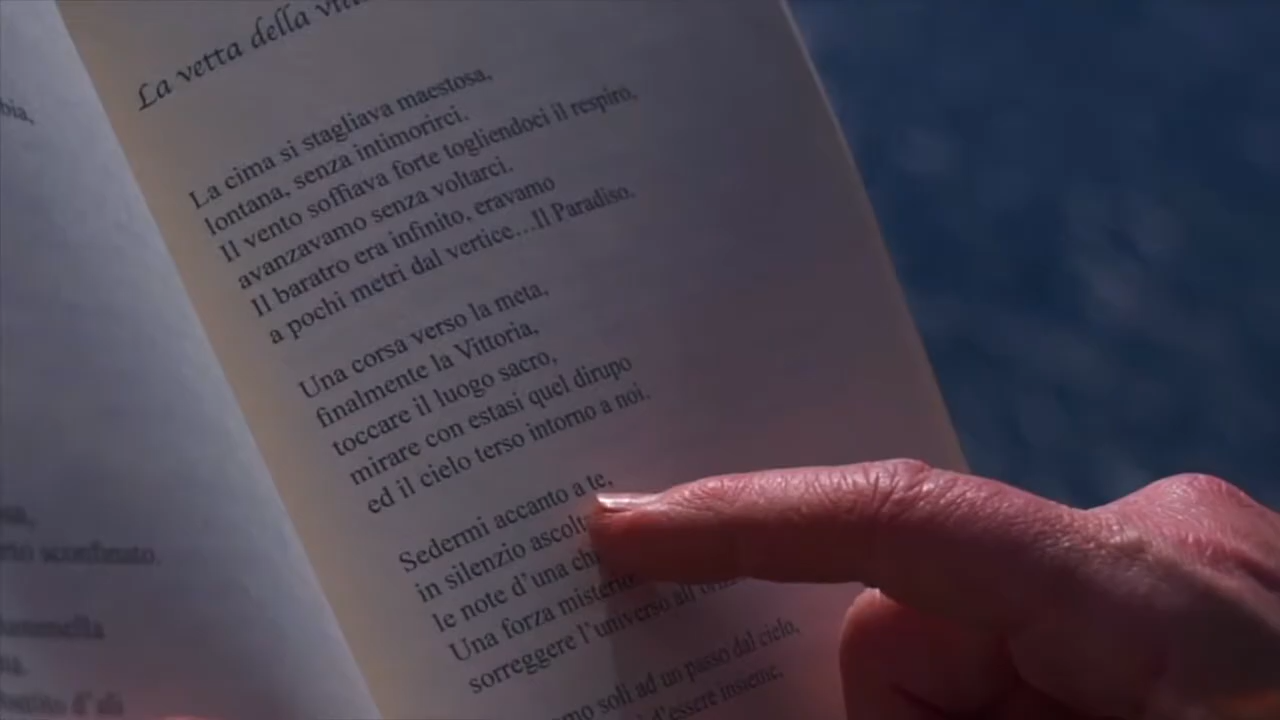 bia,
La vetta della
La cima si stagliava maestosa,
lontana, senza intimorirci.
Il vento soffiava forte togliendoci il respiro,
avanzavamo senza voltarci.
Il baratro era infinito, eravamo
a pochi metri dal vertice…Il Paradiso.
Una corsa verso la meta,
finalmente la Vittoria,
toccare il luogo sacro,
mirare con estasi quel dirupo
ed il cielo terso intorno a noi.
Sedermi accanto a te,
in silenzio
le note d'una
Una forza
sorreggere l'universo
soli ad un passo dal cielo,
d'essere insieme,
sconfinato.
d'ali